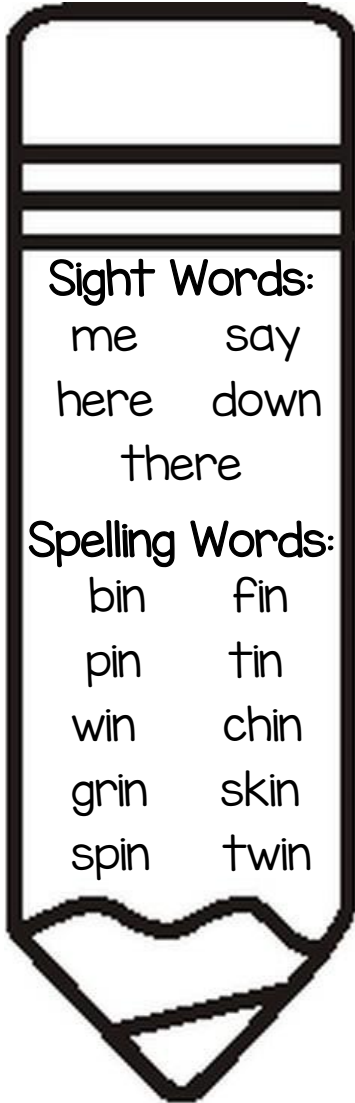 Sight Words:
me say
here down
there
Spelling Words:
bin fin
pin tin
win chin
grin skin
spin twin